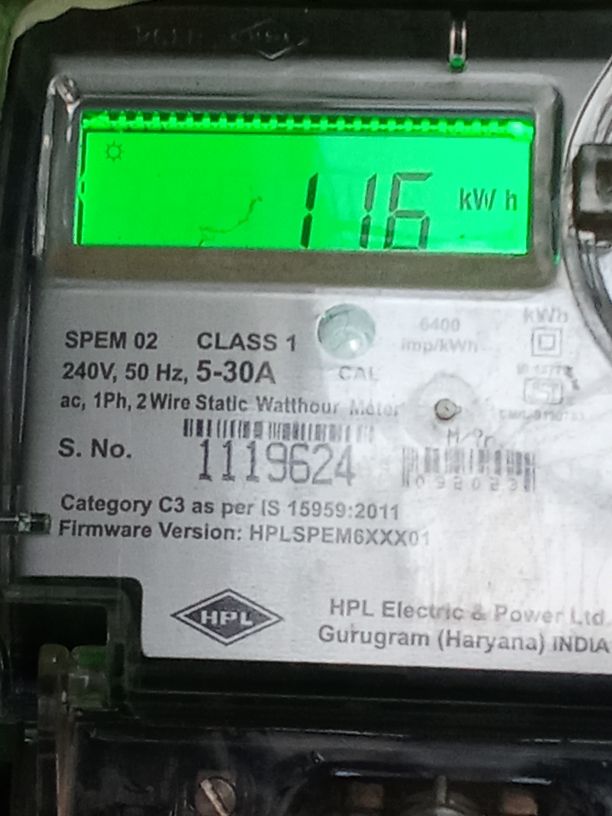 HPL
116 kWh
SPEM 02 CLASS 1
6400
imp/kWh
kWh
240V, 50 Hz, 5-30A
CAL
ac, 1Ph, 2 Wire Static Watthour Meter
S. No.
1119624
092023
Category C3 as per IS 15959:2011
Firmware Version: HPLSPEM6XXX01
HPL
HPL Electric & Power Ltd.
Gurugram (Haryana) INDIA